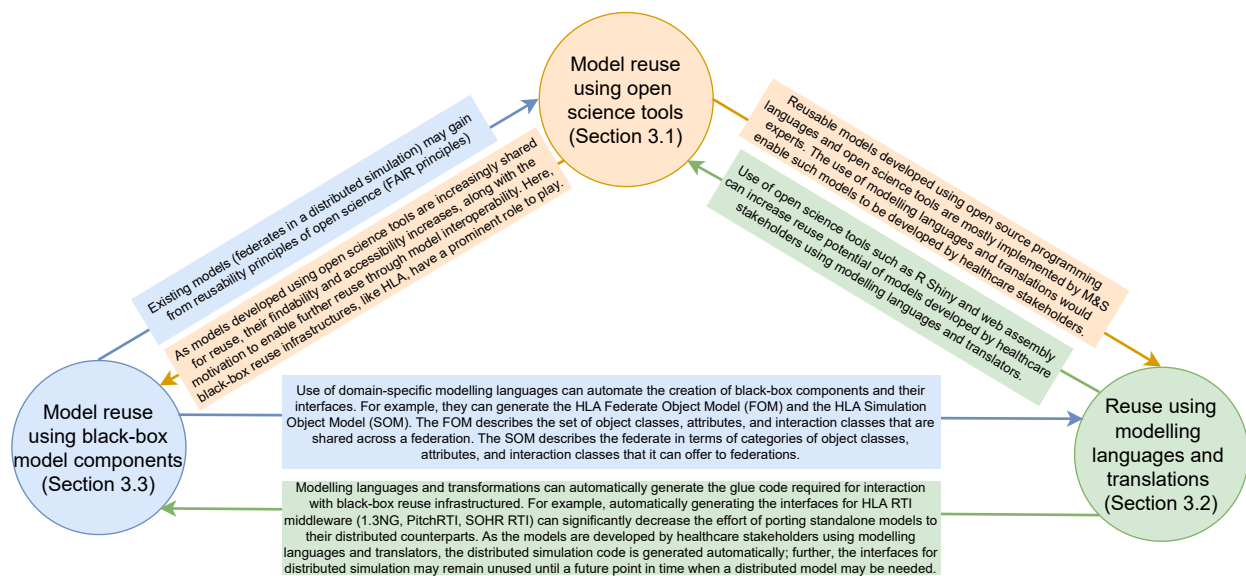 Model reuse
using open
science tools
(Section 3.1)
Existing models (federates in a distributed simulation) may gain
from reusability principles of open science (FAIR principles)
As models developed using open science tools are increasingly shared
for reuse, their findability and accessibility increases, along with the
motivation to enable further reuse through model interoperability. Here,
black-box reuse infrastructures, like HLA, have a prominent role to play.
Reusable models developed using open source programming
languages and open science tools are mostly implemented by M&S
experts. The use of modelling languages and translations would
enable such models to be developed by healthcare stakeholders.
Use of open science tools such as R Shiny and web assembly
can increase reuse potential of models developed by healthcare
stakeholders using modelling languages and translators.
Model reuse
using black-box
model components
(Section 3.3)
Use of domain-specific modelling languages can automate the creation of black-box components and their
interfaces. For example, they can generate the HLA Federate Object Model (FOM) and the HLA Simulation
Object Model (SOM). The FOM describes the set of object classes, attributes, and interaction classes that are
shared across a federation. The SOM describes the federate in terms of categories of object classes,
attributes, and interaction classes that it can offer to federations.
Reuse using
modelling
languages and
translations
(Section 3.2)
Modelling languages and transformations can automatically generate the glue code required for interaction
with black-box reuse infrastructured. For example, automatically generating the interfaces for HLA RTI
middleware (1.3NG, PitchRTI, SOHR RTI) can significantly decrease the effort of porting standalone models to
their distributed counterparts. As the models are developed by healthcare stakeholders using modelling
languages and translators, the distributed simulation code is generated automatically; further, the interfaces for
distributed simulation may remain unused until a future point in time when a distributed model may be needed.